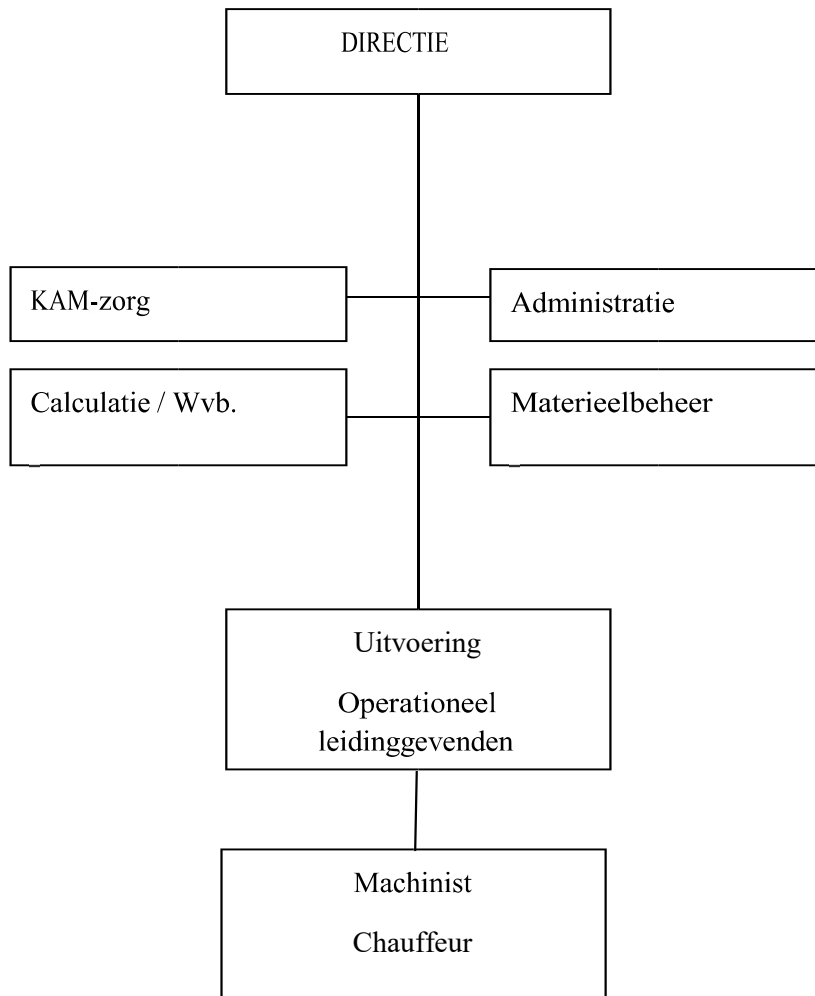 DIRECTIE
KAM-zorg
Administratie
Calculatie / Wvb.
Materieelbeheer
Uitvoering
Operationeel
leidinggevenden
Machinist
Chauffeur